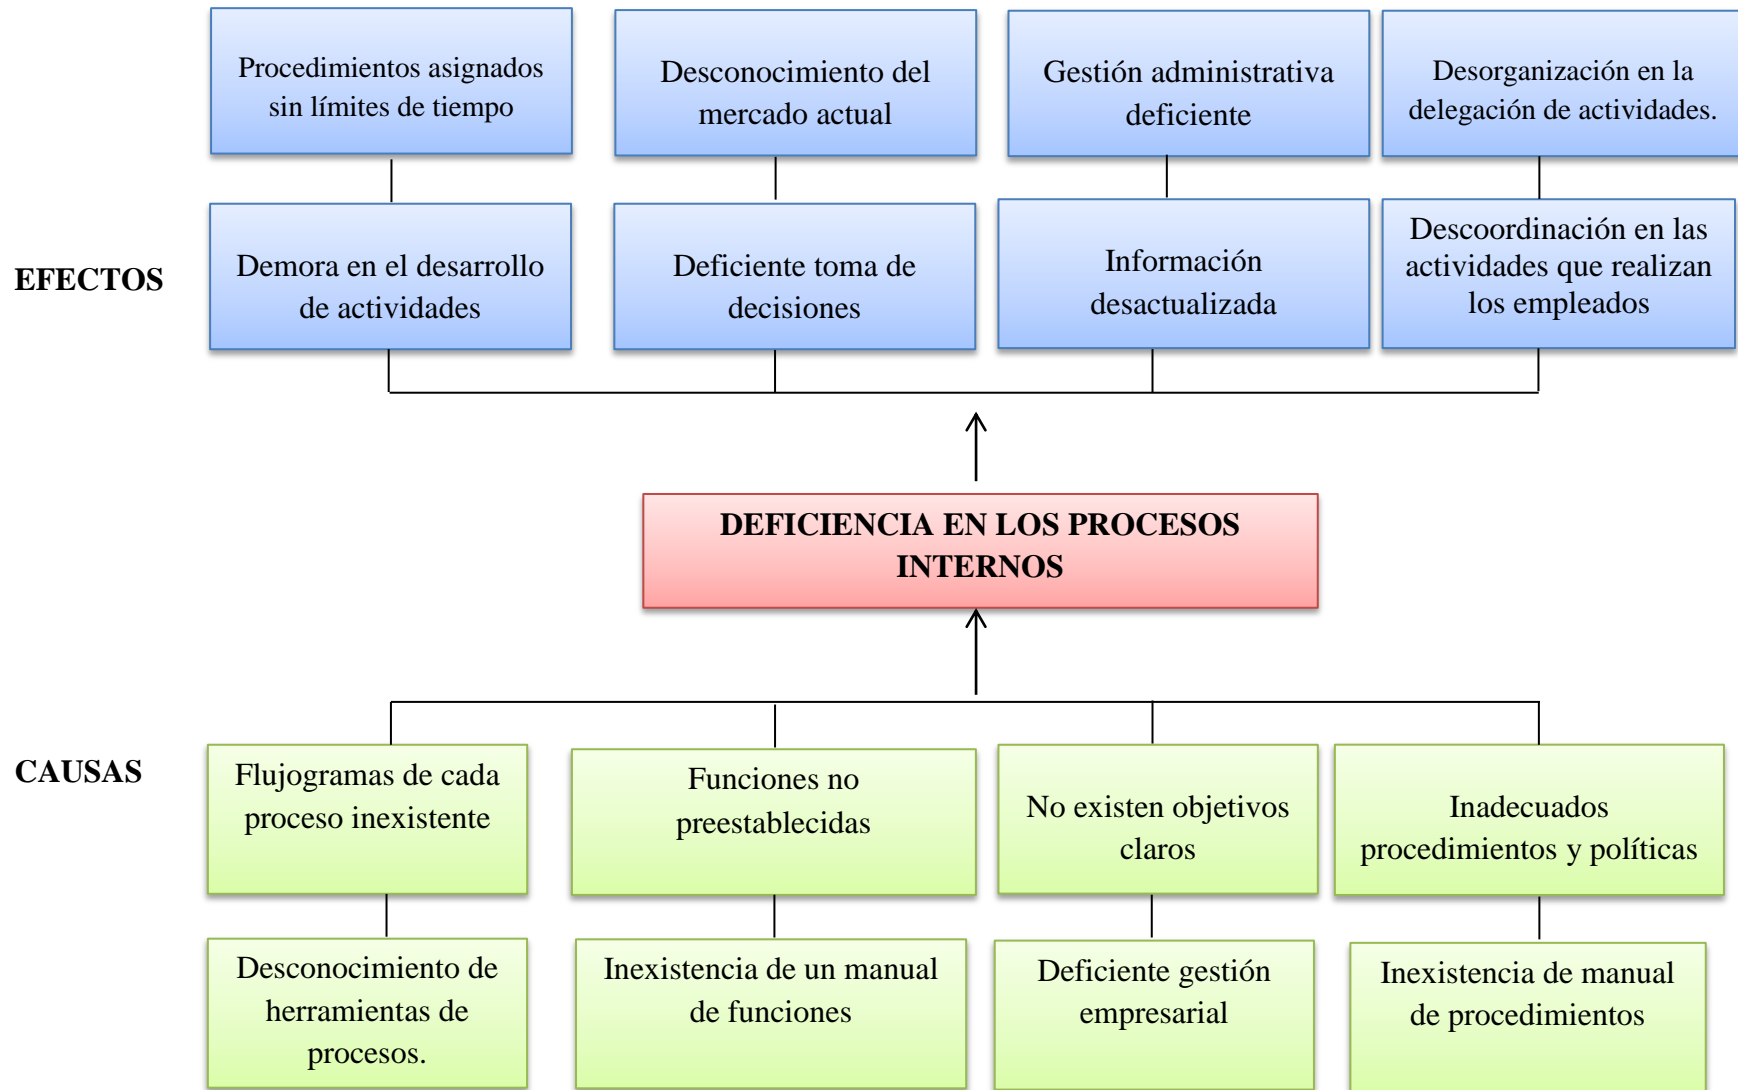 Procedimientos asignados
sin límites de tiempo
Desconocimiento del
mercado actual
Gestión administrativa
deficiente
Desorganización en la
delegación de actividades.
EFECTOS
Demora en el desarrollo
de actividades
Deficiente toma de
decisiones
Información
desactualizada
Descoordinación en las
actividades que realizan
los empleados
DEFICIENCIA EN LOS PROCESOS
INTERNOS
CAUSAS
Flujogramas de cada
proceso inexistente
Funciones no
preestablecidas
No existen objetivos
claros
Inadecuados
procedimientos y políticas
Desconocimiento de
herramientas de
procesos.
Inexistencia de un manual
de funciones
Deficiente gestión
empresarial
Inexistencia de manual
de procedimientos